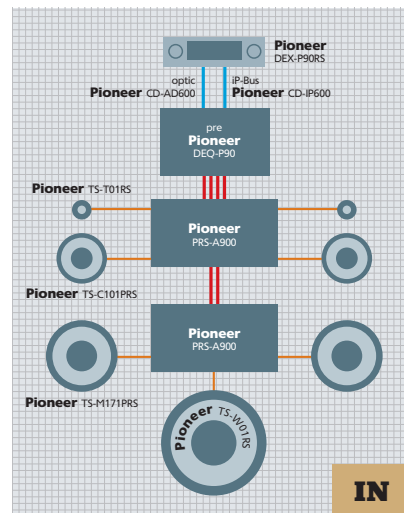 Pioneer
DEX-P90RS
optic
Pioneer CD-AD600
iP-Bus
Pioneer CD-IP600
pre
Pioneer
DEQ-P90
Pioneer TS-T01RS
Pioneer
PRS-A900
Pioneer TS-C101PRS
Pioneer
PRS-A900
Pioneer TS-M171PRS
Pioneer TS-W01RS
IN